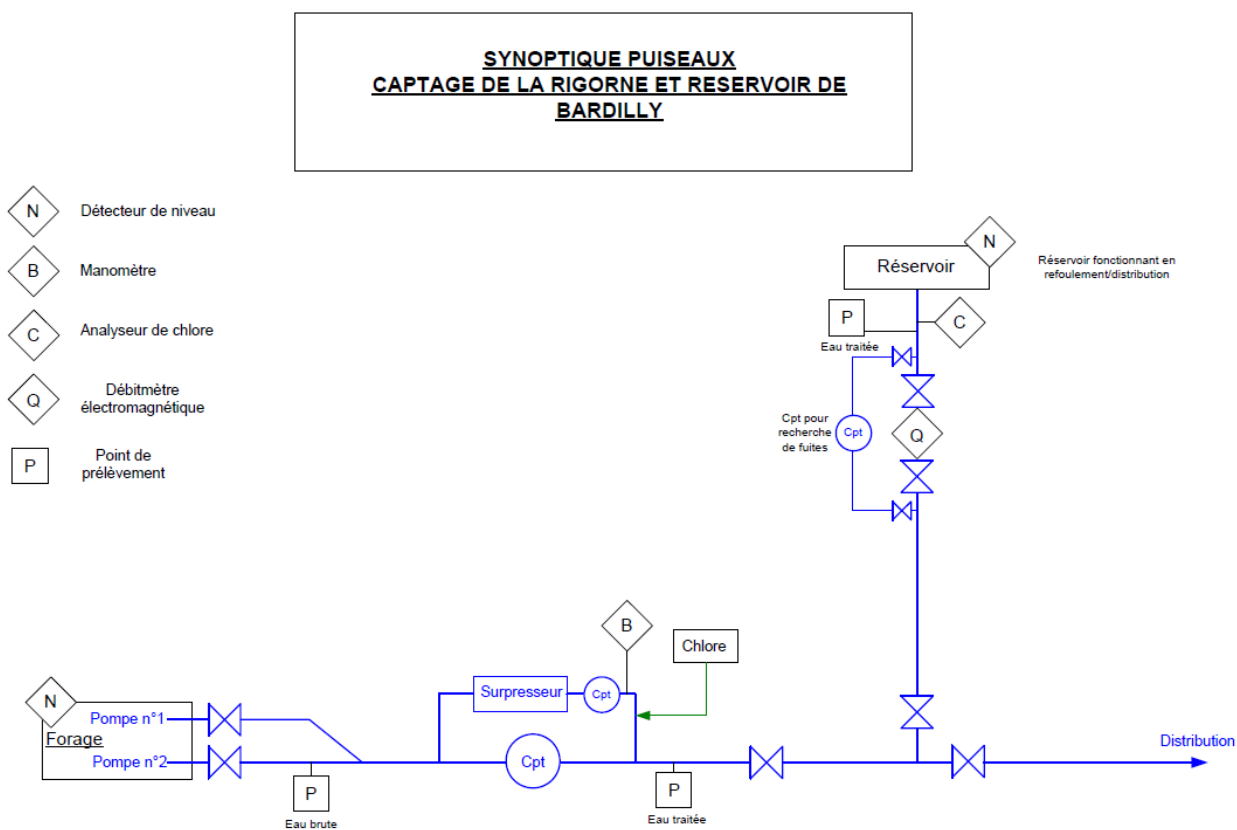 SYNOPTIQUE PUISEAUX
CAPTAGE DE LA RIGORNE ET RESERVOIR DE
BARDILLY
N
Détecteur de niveau
B
Manomètre
C
Analyseur de chlore
Q
Débitmètre
électromagnétique
P
Point de
prélèvement
N
Réservoir
Réservoir fonctionnant en
refoulement/distribution
P
Eau traitée
C
Cpt pour
recherche
de fuites
Cpt
Q
B
Chlore
Surpresseur
Cpt
N
Pompe n°1
Forage
Pompe n°2
Cpt
Distribution
P
Eau brute
P
Eau traitée